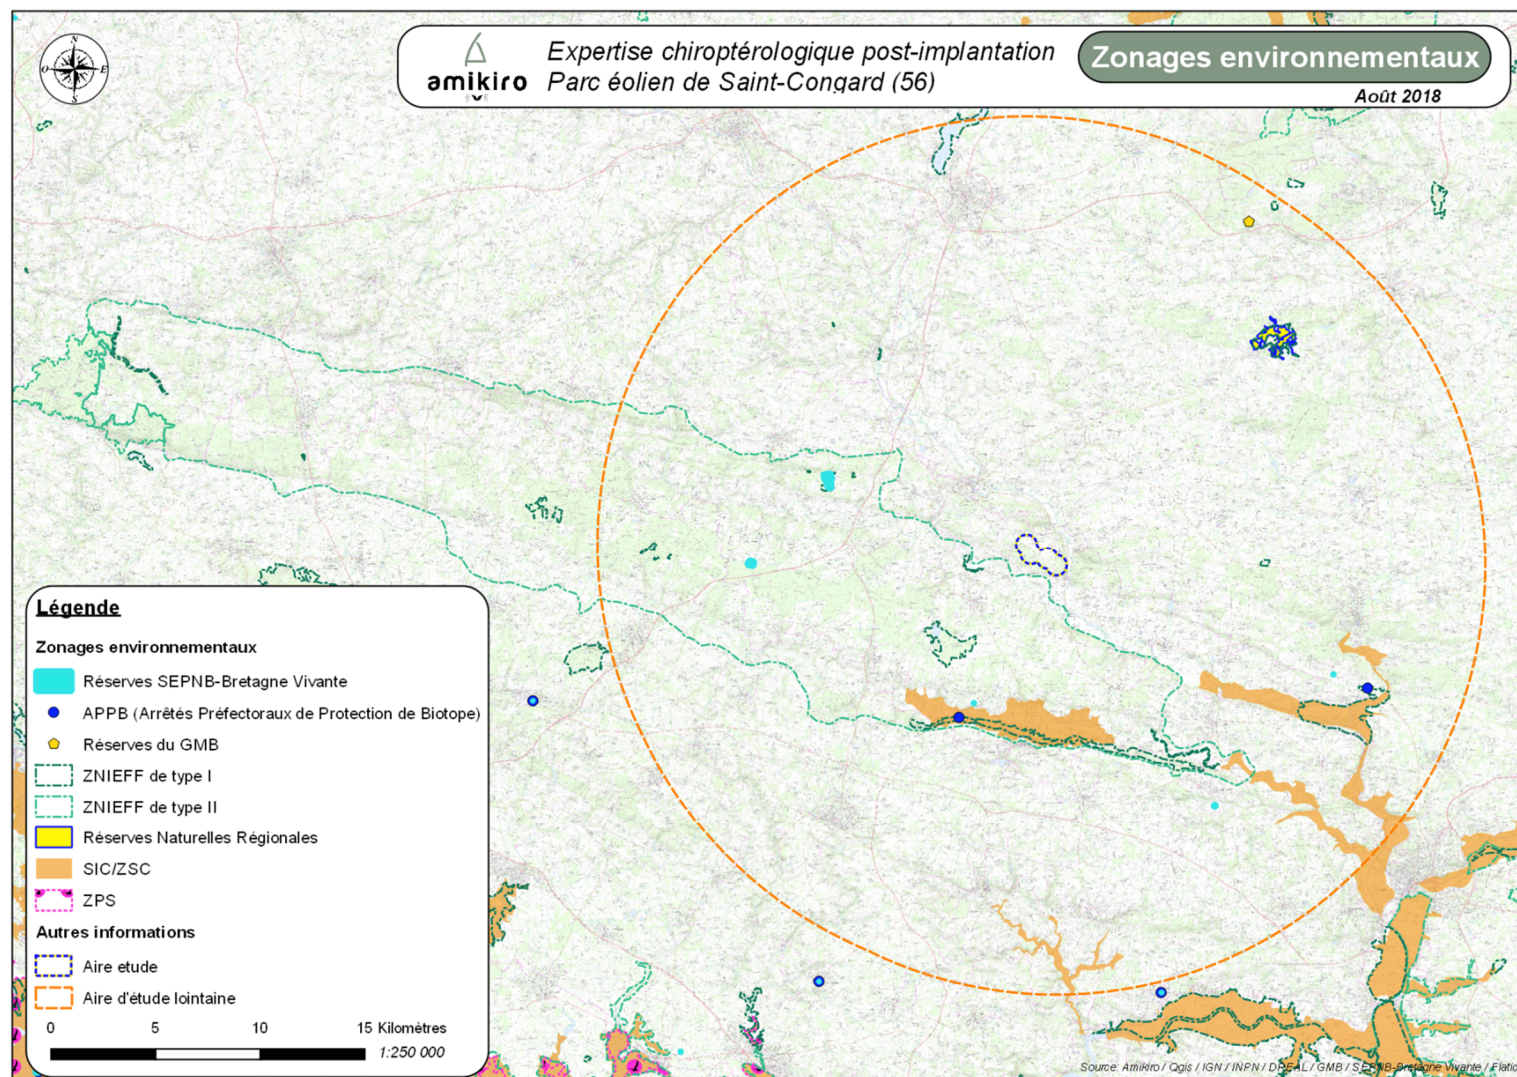 N
O
E
S
amikiro
Expertise chiroptérologique post-implantation
Parc éolien de Saint-Congard (56)
Zonages environnementaux
Août 2018
Légende
Zonages environnementaux
Réserves SEPNB-Bretagne Vivante
APPB (Arrêtés Préfectoraux de Protection de Biotope)
Réserves du GMB
ZNIEFF de type I
ZNIEFF de type II
Réserves Naturelles Régionales
SIC/ZSC
ZPS
Autres informations
Aire etude
Aire d'étude lointaine
0 5 10 15 Kilomètres
1:250 000
Source: Amikiro / Qgis / IGN / INPN / DREAL / GMB / SEPNB-Bretagne Vivante /